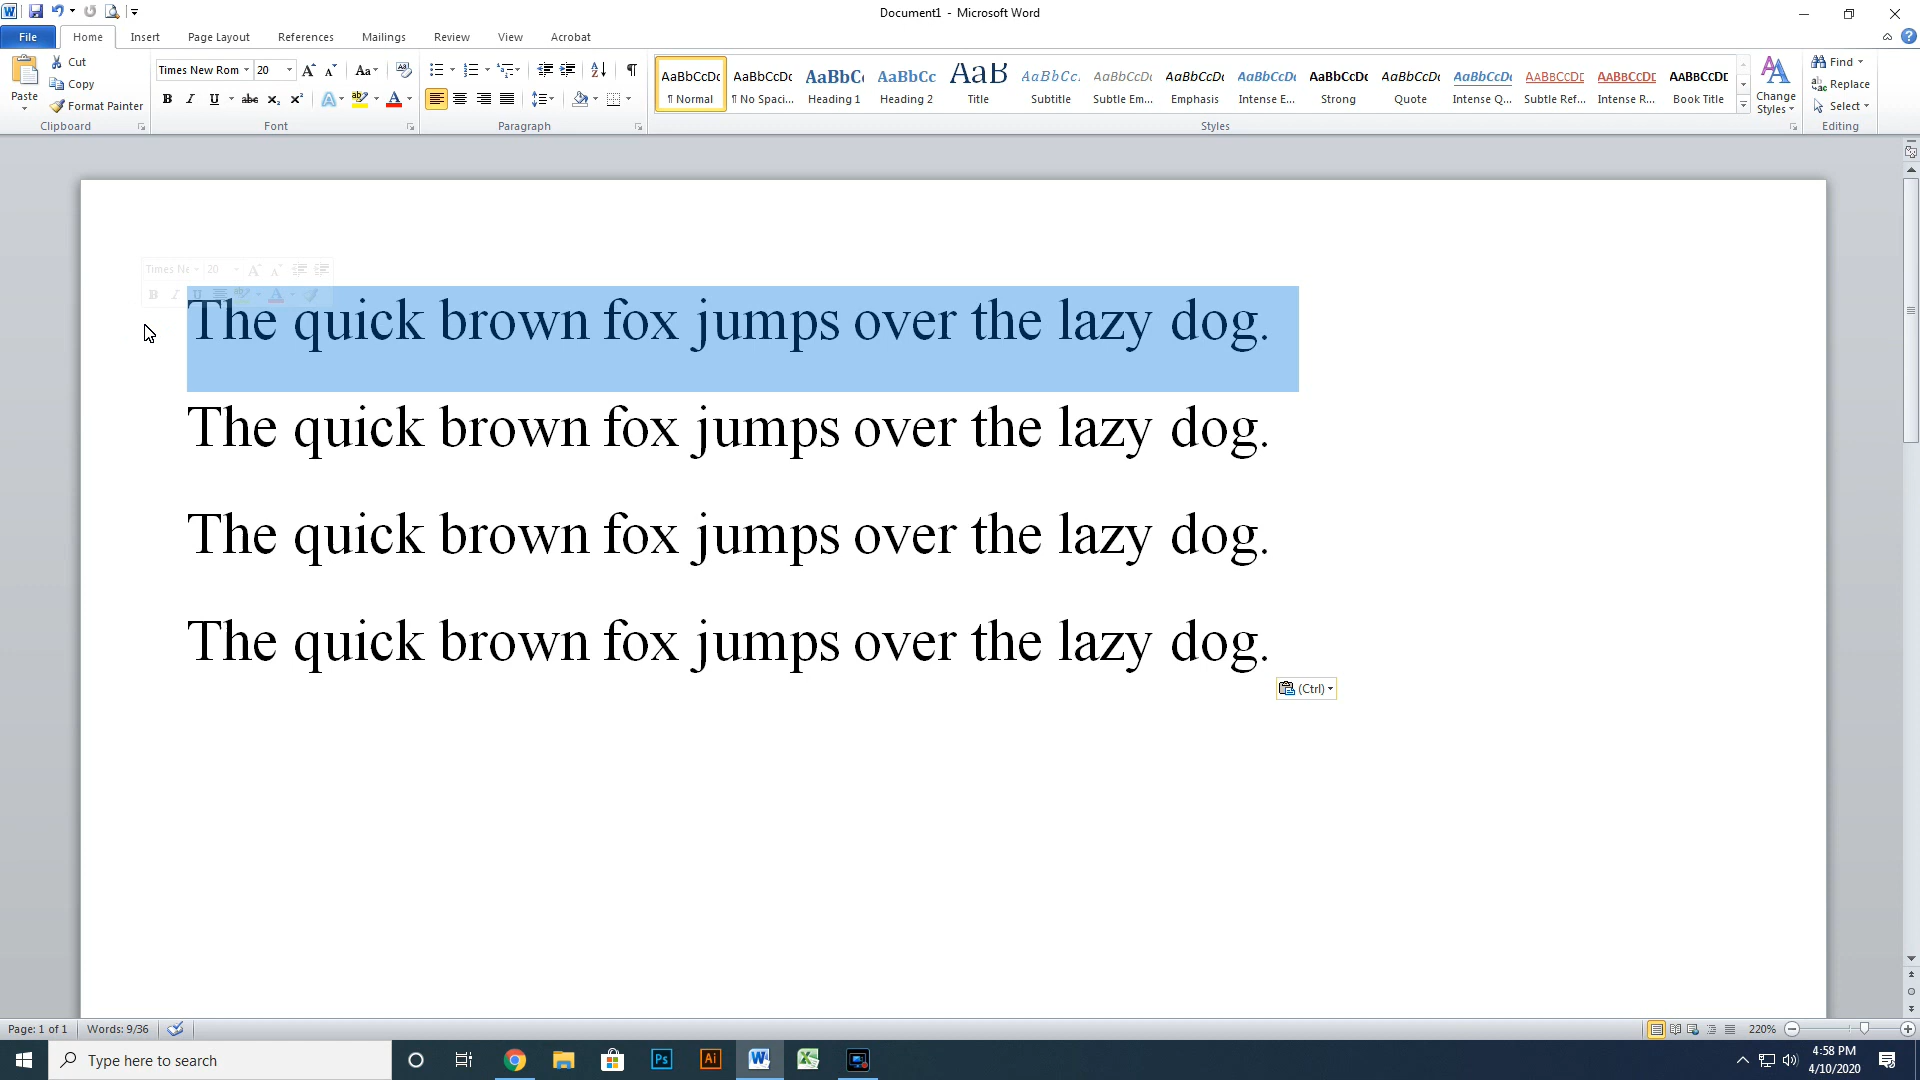 Document1 - Microsoft Word
File Home Insert Page Layout References Mailings Review View Acrobat
Paste
Cut
Copy
Format Painter
Clipboard
Times New Rom 20
Font
Paragraph
AaBbCcDc AaBbCcDc AaBbCc AaBbCc AaB AaBbCc. AaBbCcDc AaBbCcDc AaBbCcDc AaBbCcDc AaBbCcDc AaBbCcDc AABBCCDE AABBCCDE AABBCCDE
¶ Normal ¶ No Spaci... Heading 1 Heading 2 Title Subtitle Subtle Em... Emphasis Intense E... Strong Quote Intense Q... Subtle Ref... Intense R... Book Title
Styles
Change Styles
Find
Replace
Select
Editing
Times Ne 20
The quick brown fox jumps over the lazy dog.
The quick brown fox jumps over the lazy dog.
The quick brown fox jumps over the lazy dog.
The quick brown fox jumps over the lazy dog.
(Ctrl)
Page: 1 of 1 Words: 9/36 220%
Type here to search
4:58 PM
4/10/2020